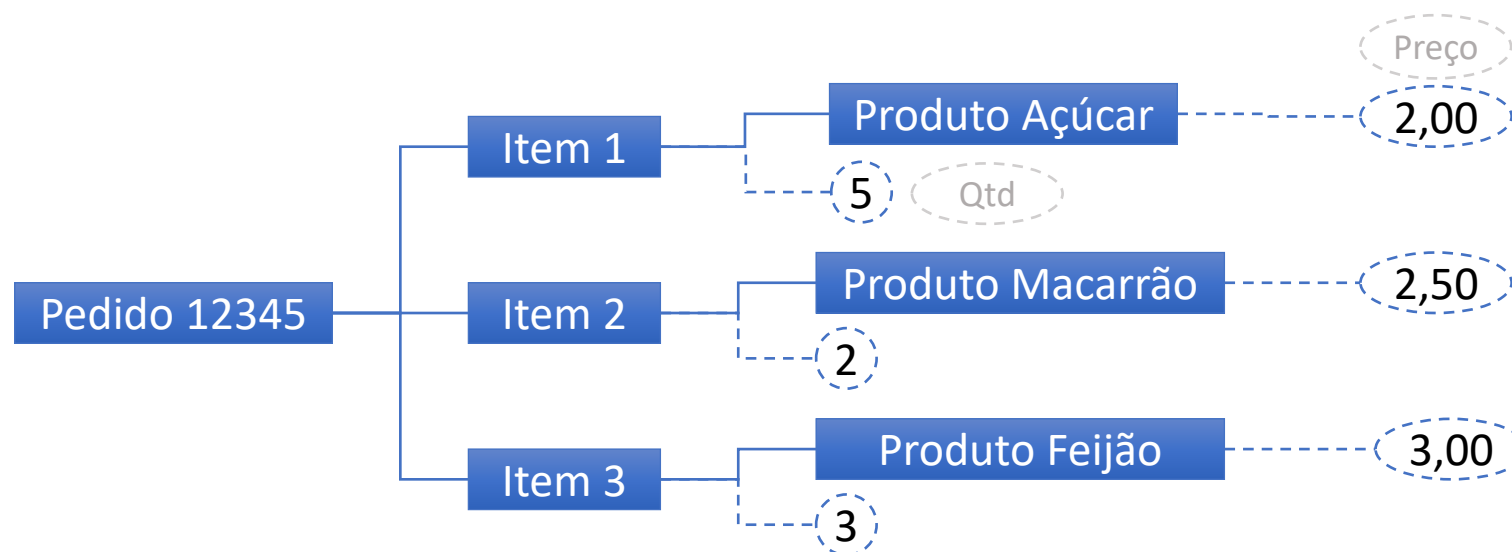 Preço
Produto Açúcar
2,00
Item 1
5
Qtd
Produto Macarrão
2,50
Pedido 12345
Item 2
2
Produto Feijão
3,00
Item 3
3